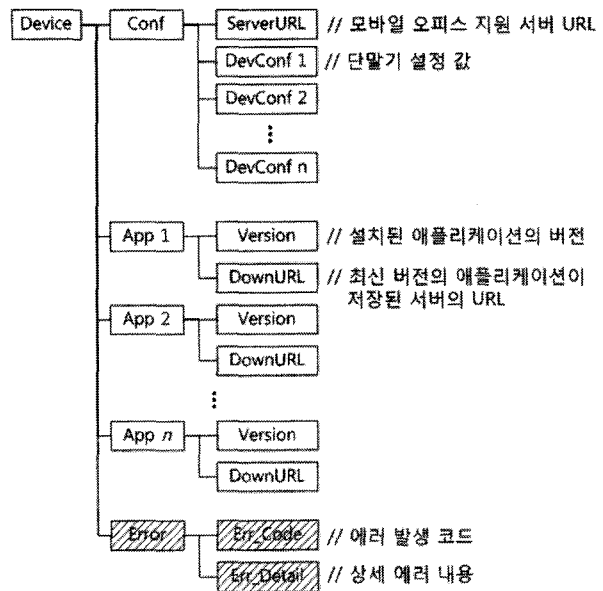 Device Conf ServerURL // 모바일 오피스 지원 서버 URL
DevConf 1 // 단말기 설정 값
DevConf 2
DevConf n
App 1 Version // 설치된 애플리케이션의 버전
DownURL // 최신 버전의 애플리케이션이
저장된 서버의 URL
App 2 Version
DownURL
App n Version
DownURL
Error Err_Code // 에러 발생 코드
Err_Detail // 상세 에러 내용